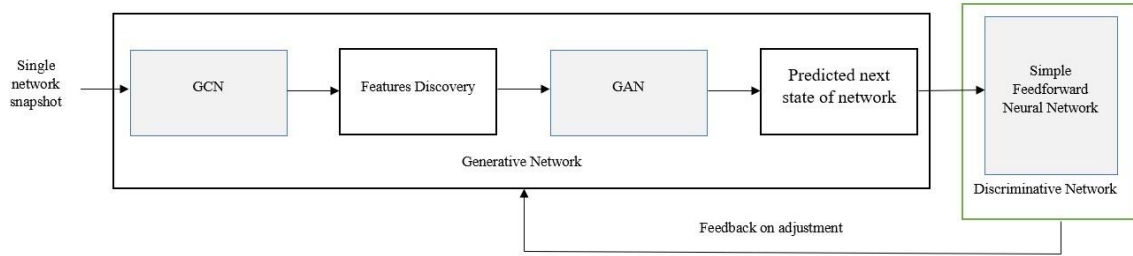 Single
network
snapshot
GCN
Features Discovery
GAN
Predicted next
state of network
Generative Network
Simple
Feedforward
Neural Network
Discriminative Network
Feedback on adjustment